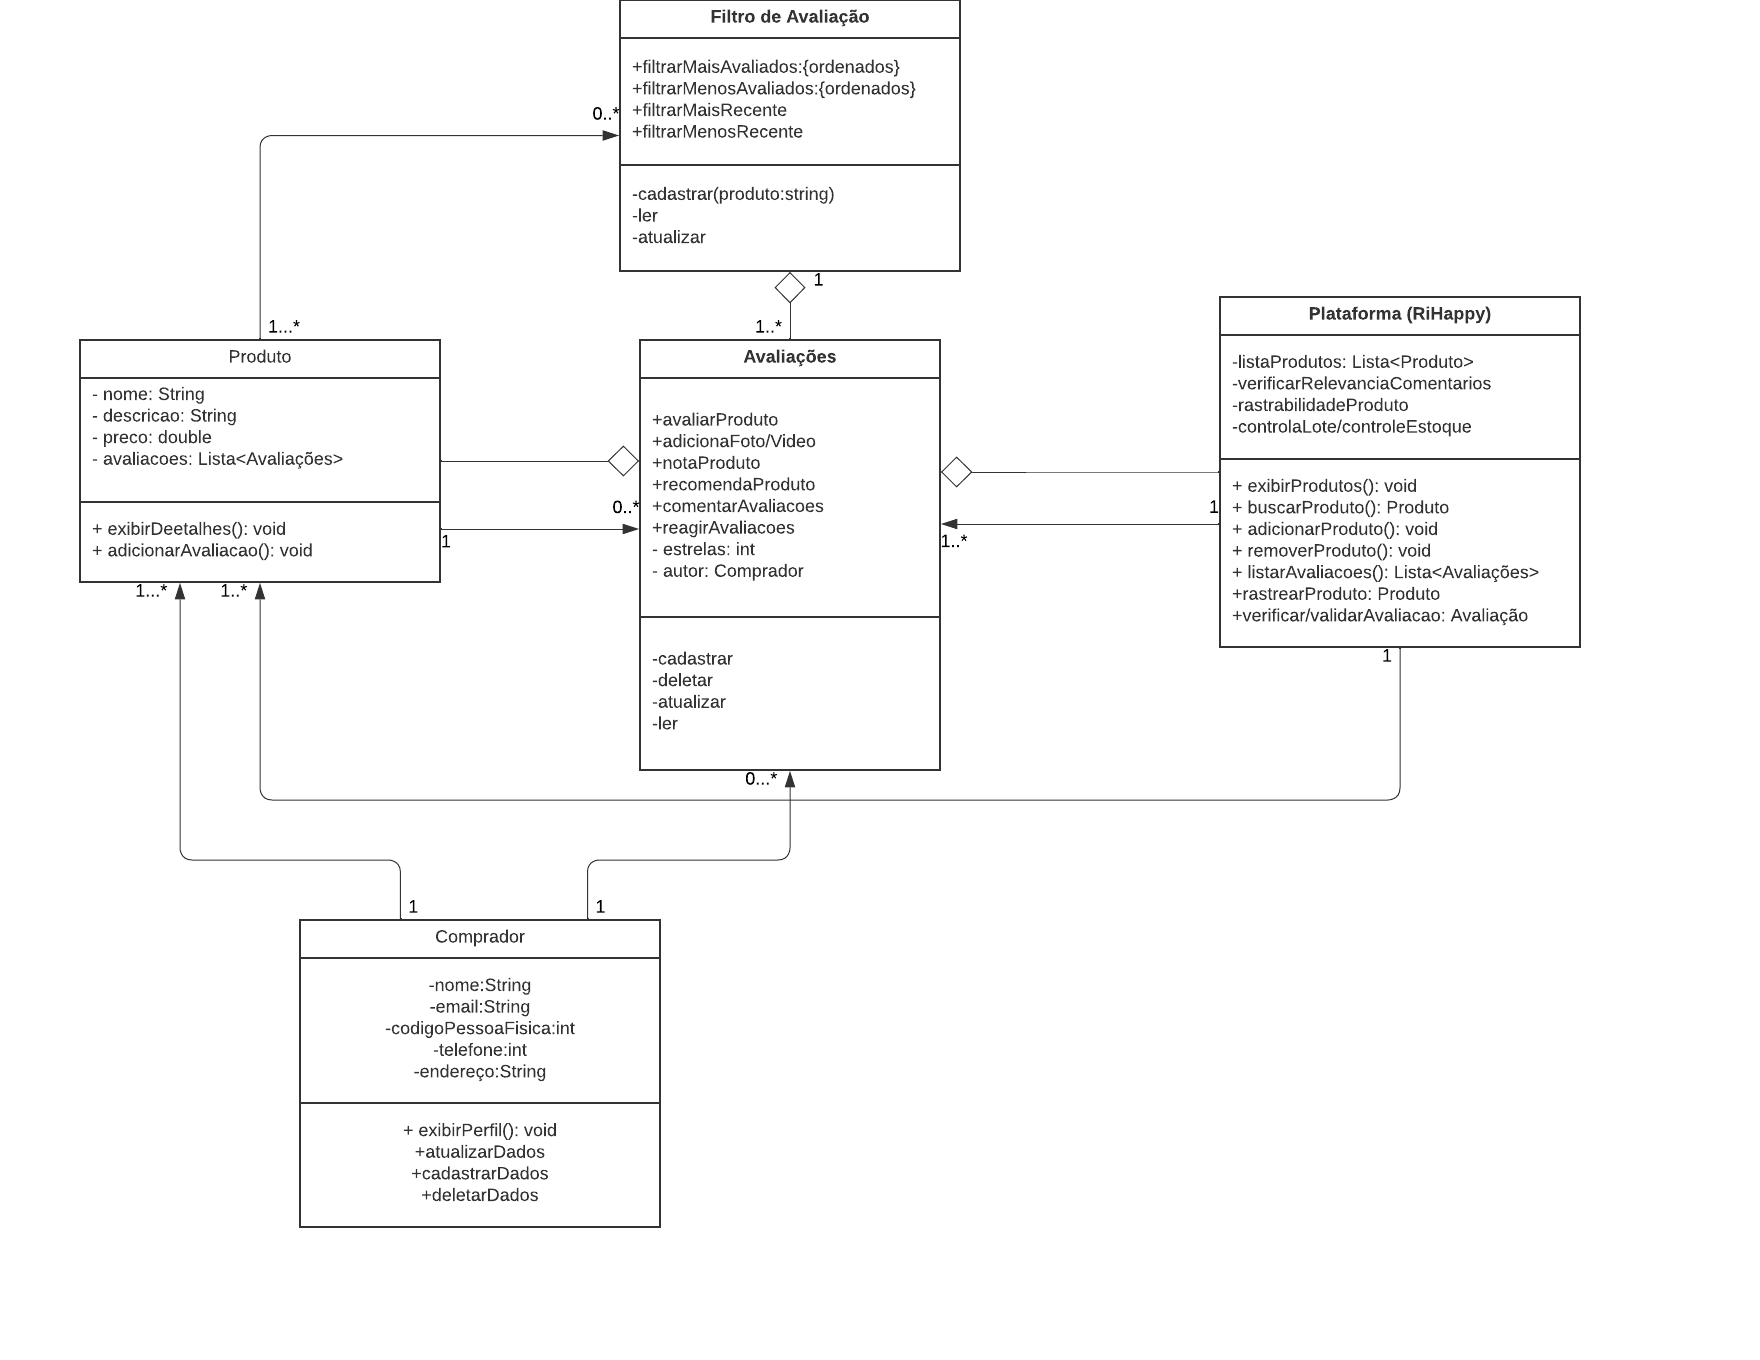 Filtro de Avaliação
+filtrarMaisAvaliados:{ordenados}
+filtrarMenosAvaliados:{ordenados}
+filtrarMaisRecente
+filtrarMenosRecente
-cadastrar(produto:string)
-ler
-atualizar
0..*
1...*
1
1..*
Produto
- nome: String
- descricao: String
- preco: double
- avaliacoes: Lista<Avaliações>
+ exibirDeetalhes(): void
+ adicionarAvaliacao(): void
1...*
1..*
1
0..*
Avaliações
+avaliarProduto
+adicionaFoto/Video
+notaProduto
+recomendaProduto
+comentarAvaliacoes
+reagirAvaliacoes
- estrelas: int
- autor: Comprador
-cadastrar
-deletar
-atualizar
-ler
0...*
1..*
1
Plataforma (RiHappy)
-listaProdutos: Lista<Produto>
-verificarRelevanciaComentarios
-rastrabilidadeProduto
-controlaLote/controleEstoque
+ exibirProdutos(): void
+ buscarProduto(): Produto
+ adicionarProduto(): void
+ removerProduto(): void
+ listarAvaliacoes(): Lista<Avaliações>
+rastrearProduto: Produto
+verificar/validarAvaliacao: Avaliação
1
1
1
Comprador
-nome:String
-email:String
-codigoPessoaFisica:int
-telefone:int
-endereço:String
+ exibirPerfil(): void
+atualizarDados
+cadastrarDados
+deletarDados